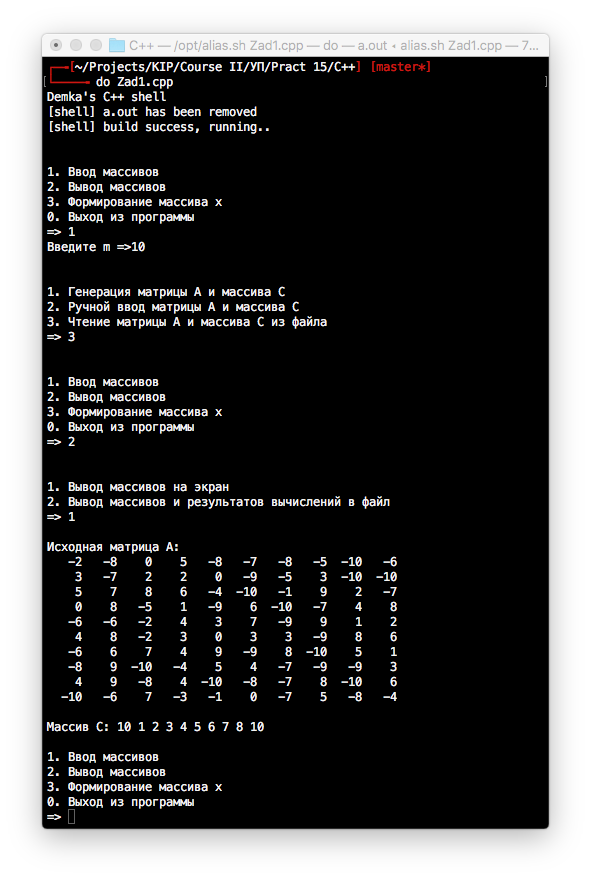 C++ — /opt/alias.sh Zad1.cpp — do — a.out ◂ alias.sh Zad1.cpp — 7...
[~/Projects/KIP/Course II/УП/Pract 15/C++] [master*]
do Zad1.cpp
Demka's C++ shell
[shell] a.out has been removed
[shell] build success, running..
1. Ввод массивов
2. Вывод массивов
3. Формирование массива x
0. Выход из программы
=> 1
Введите m =>10
1. Генерация матрицы А и массива С
2. Ручной ввод матрицы А и массива С
3. Чтение матрицы А и массива С из файла
=> 3
1. Ввод массивов
2. Вывод массивов
3. Формирование массива x
0. Выход из программы
=> 2
1. Вывод массивов на экран
2. Вывод массивов и результатов вычислений в файл
=> 1
Исходная матрица А:
-2 -8 0 5 -8 -7 -8 -5 -10 -6
3 -7 2 2 0 -9 -5 3 -10 -10
5 7 8 6 -4 -10 -1 9 2 -7
0 8 -5 1 -9 6 -10 -7 4 8
-6 -6 -2 4 3 7 -9 9 1 2
4 8 -2 3 0 3 3 -9 8 6
-6 6 7 4 9 -9 8 -10 5 1
-8 9 -10 -4 5 4 -7 -9 -9 3
4 9 -8 4 -10 -8 -7 8 -10 6
-10 -6 7 -3 -1 0 -7 5 -8 -4
Массив С: 10 1 2 3 4 5 6 7 8 10
1. Ввод массивов
2. Вывод массивов
3. Формирование массива x
0. Выход из программы
=>